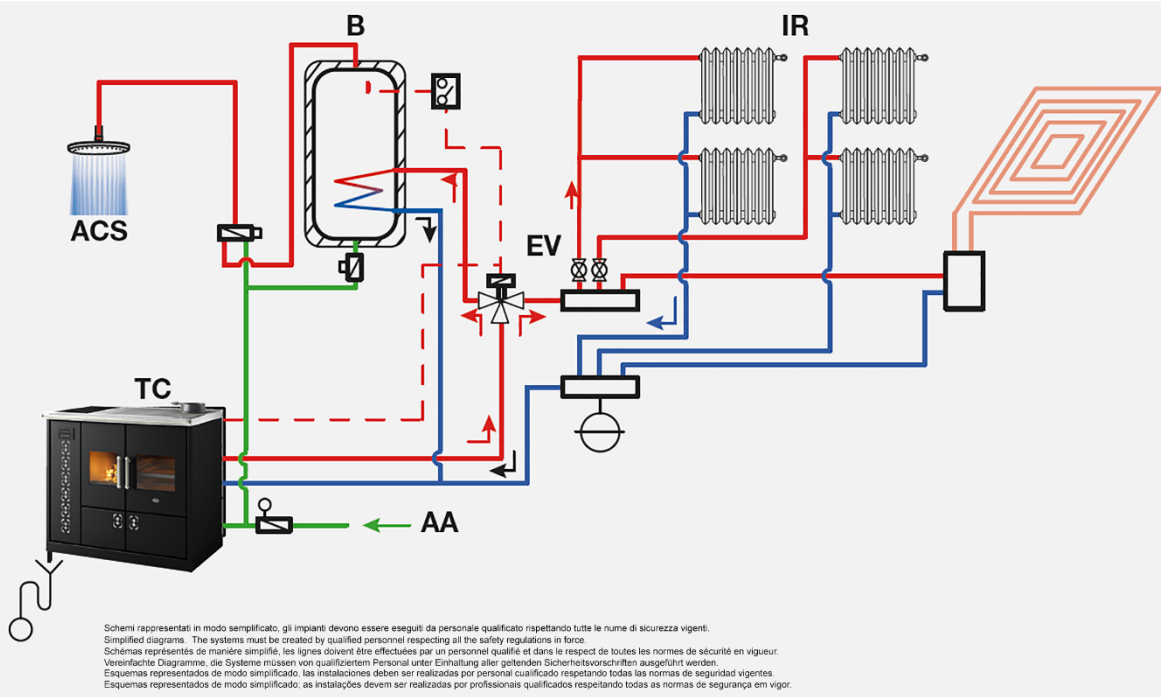 B
IR
ACS
EV
TC
AA
Schemi rappresentati in modo semplificato, gli impianti devono essere eseguiti da personale qualificato rispettando tutte le nume di sicurezza vigenti.
Simplified diagrams. The systems must be created by qualified personnel respecting all the safety regulations in force.
Schémas représentés de manière simplifié, les lignes doivent être effectuées par un personnel qualifié et dans le respect de toutes les normes de sécurité en vigueur.
Vereinfachte Diagramme, die Systeme müssen von qualifiziertem Personal unter Einhaltung aller geltenden Sicherheitsvorschriften ausgeführt werden.
Esquemas representados de modo simplificado, las instalaciones deben ser realizadas por personal cualificado respetando todas las normas de seguridad vigentes.
Esquemas representados de modo simplificado; as instalações devem ser realizadas por profissionais qualificados respeitando todas as normas de segurança em vigor.